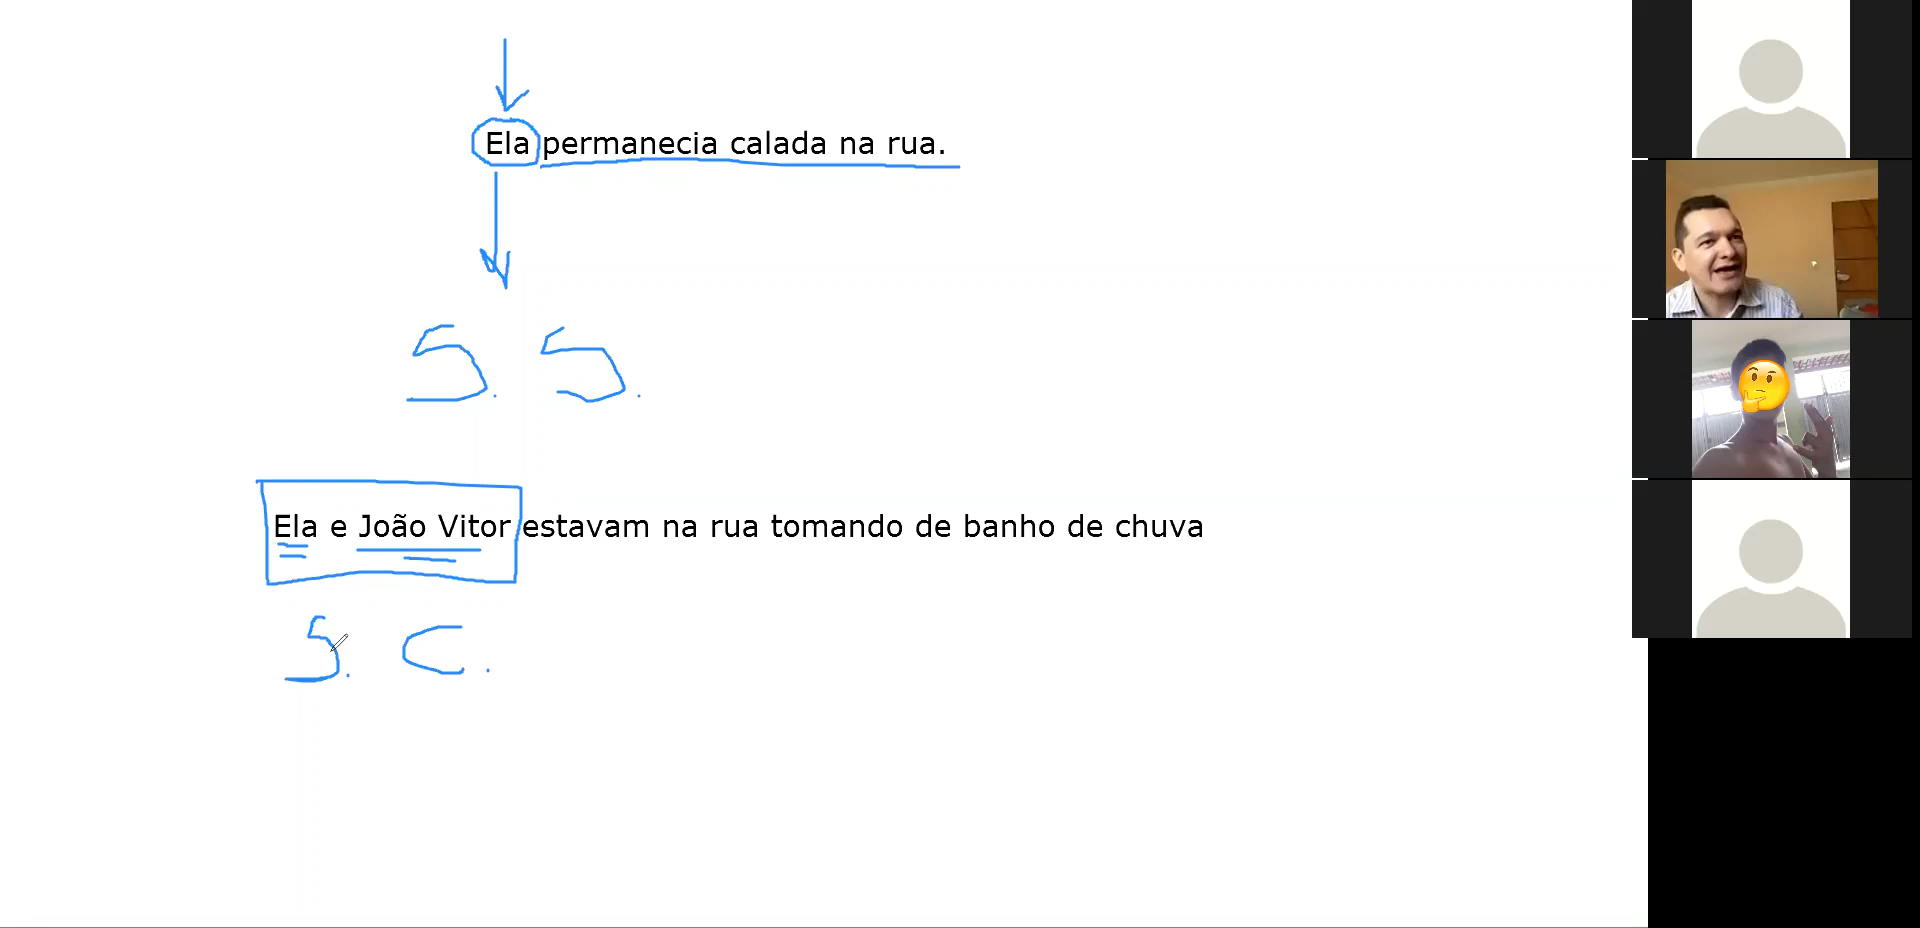 Ela permanecia calada na rua.
S. S.
Ela e João Vitor estavam na rua tomando de banho de chuva
S. C.